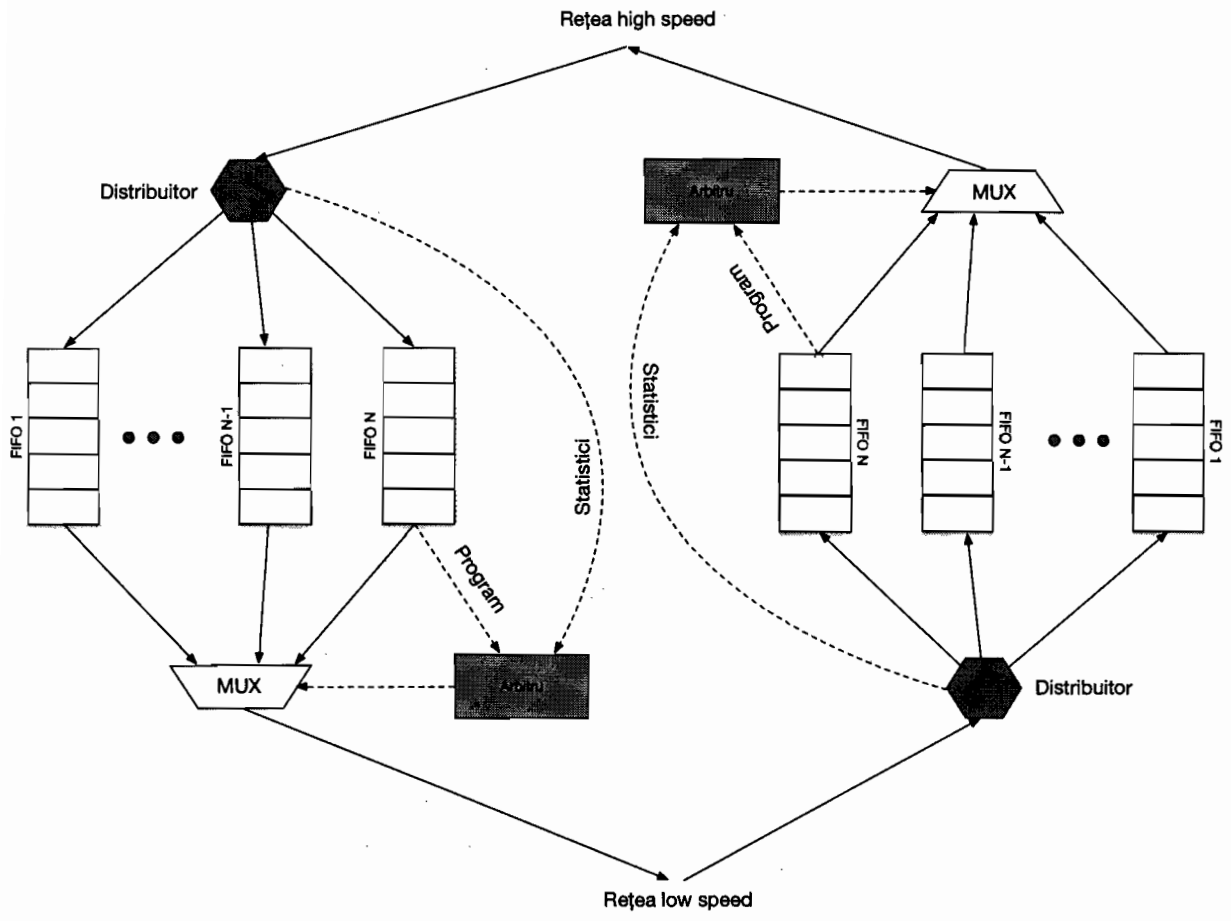 Rețea high speed
Distribuitor
Arbitru
MUX
Program
Statistici
Statistici
FIFO 1
FIFO N-1
FIFO N
FIFO N
FIFO N-1
FIFO 1
Program
MUX
Arbitru
Distribuitor
Rețea low speed